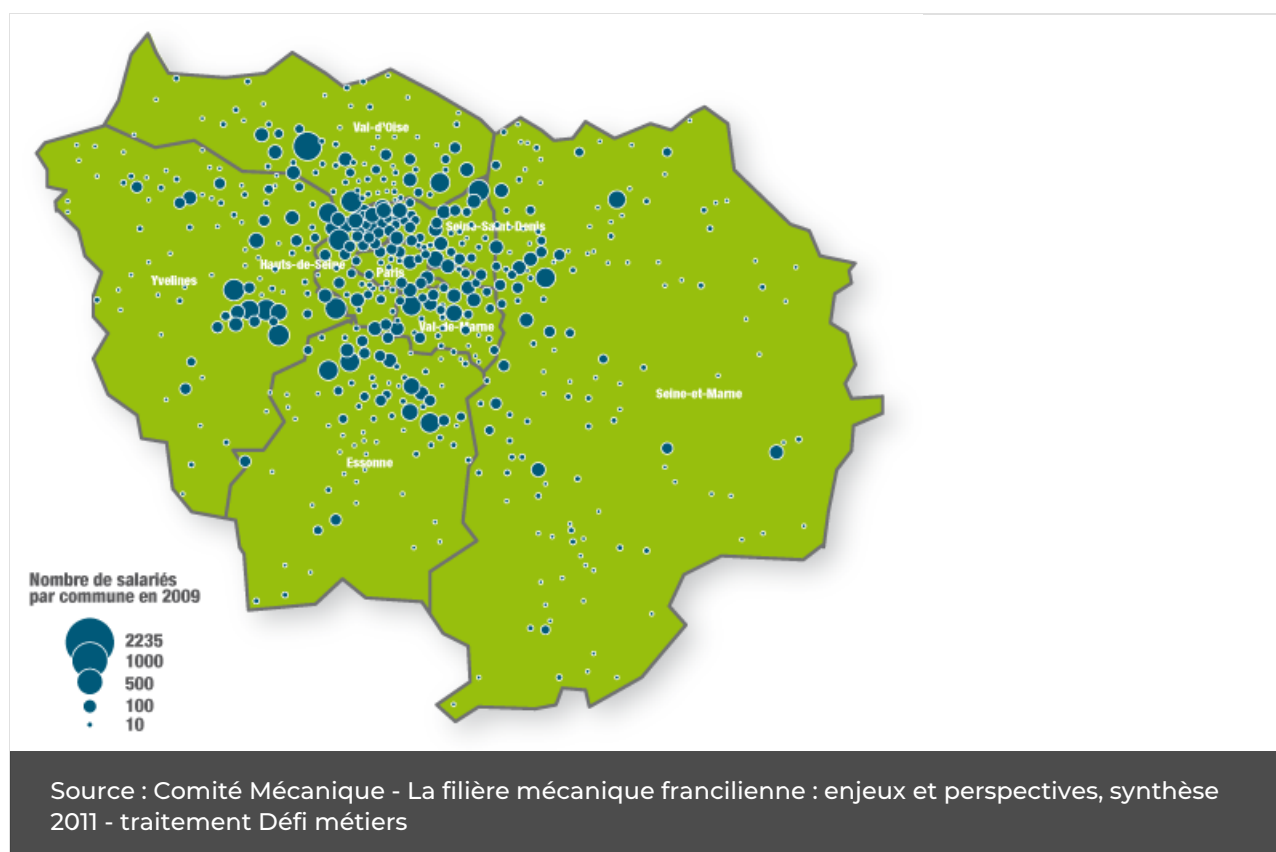 Val-d'Oise
Seine-Saint-Denis
Hauts-de-Seine
Paris
Yvelines
Val-de-Marne
Seine-et-Marne
Essonne
Nombre de salariés
par commune en 2009
2235
1000
500
100
10
Source : Comité Mécanique - La filière mécanique francilienne : enjeux et perspectives, synthèse
2011 - traitement Défi métiers